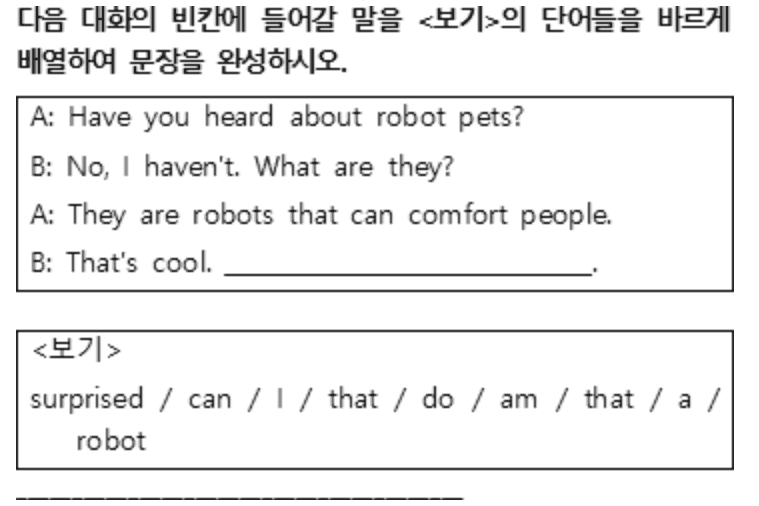 다음 대화의 빈칸에 들어갈 말을 <보기>의 단어들을 바르게
배열하여 문장을 완성하시오.
A: Have you heard about robot pets?
B: No, I haven't. What are they?
A: They are robots that can comfort people.
B: That's cool. ______________________________.
<보기>
surprised / can / I / that / do / am / that / a /
robot